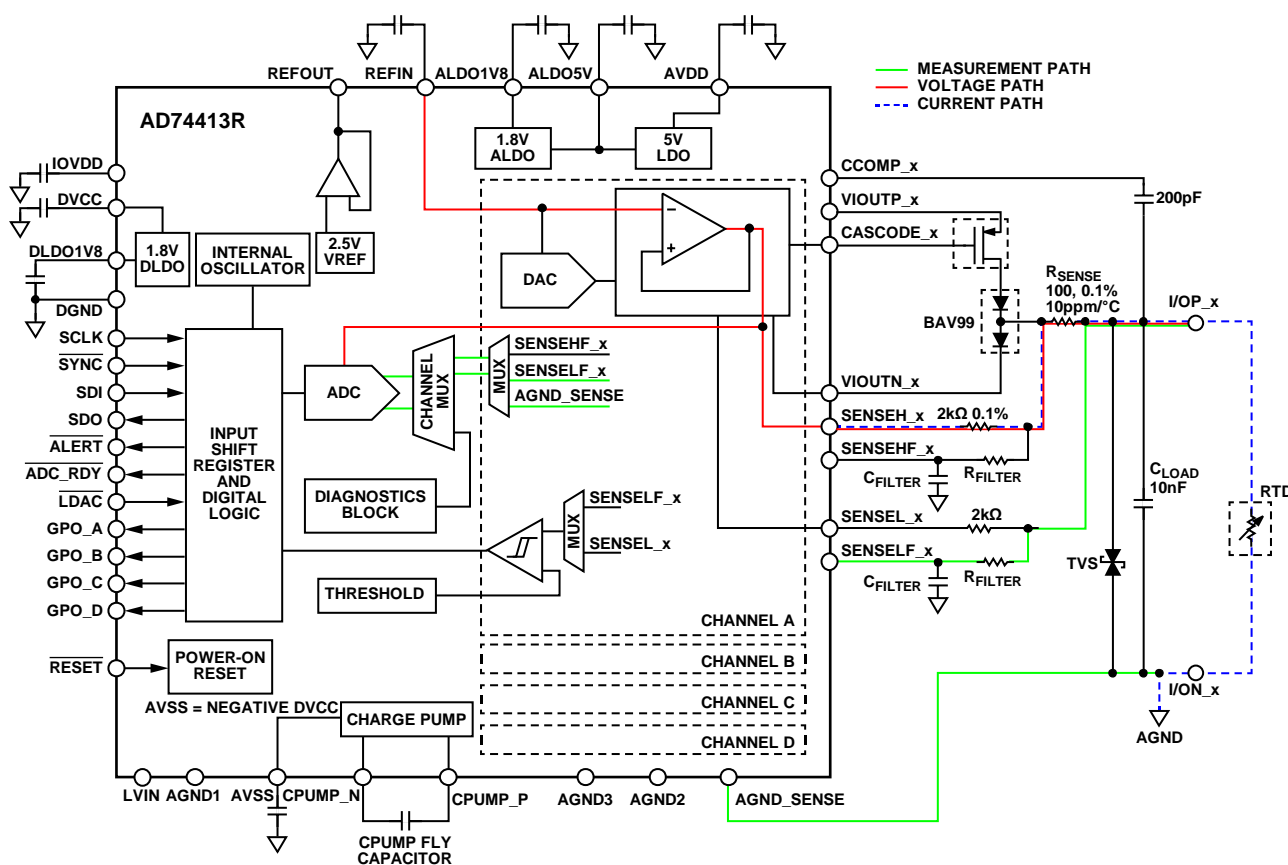 REFOUT
REFIN
ALDO1V8
ALDO5V
AVDD
MEASUREMENT PATH
VOLTAGE PATH
CURRENT PATH
AD74413R
1.8V
ALDO
5V
LDO
IOVDD
DVCC
DLDO1V8
DGND
1.8V
DLDO
INTERNAL
OSCILLATOR
2.5V
VREF
DAC
CCOMP_x
VIOUTP_x
CASCODE_x
200pF
RSENSE
100, 0.1%
10ppm/°C
I/OP_x
BAV99
VIOUTN_x
SCLK
SYNC
SDI
SDO
ALERT
ADC_RDY
LDAC
GPO_A
GPO_B
GPO_C
GPO_D
RESET
INPUT
SHIFT
REGISTER
AND
DIGITAL
LOGIC
ADC
CHANNEL
MUX
MUX
SENSEHF_x
SENSELF_x
AGND_SENSE
SENSEH_x
2kΩ 0.1%
SENSEHF_x
CFILTER
RFILTER
DIAGNOSTICS
BLOCK
MUX
SENSELF_x
SENSEL_x
SENSEL_x
2kΩ
SENSELF_x
CFILTER
RFILTER
CLOAD
10nF
RTD
TVS
THRESHOLD
CHANNEL A
CHANNEL B
CHANNEL C
CHANNEL D
POWER-ON
RESET
AVSS = NEGATIVE DVCC
CHARGE PUMP
I/ON_x
AGND
LVIN
AGND1
AVSS
CPUMP_N
CPUMP_P
AGND3
AGND2
AGND_SENSE
CPUMP FLY
CAPACITOR